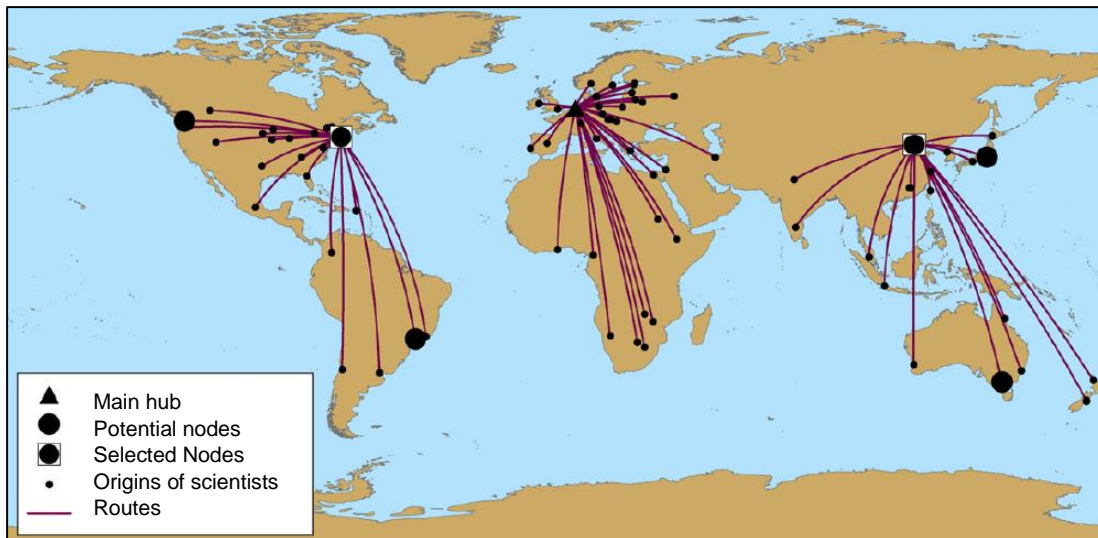 Main hub
Potential nodes
Selected Nodes
Origins of scientists
Routes